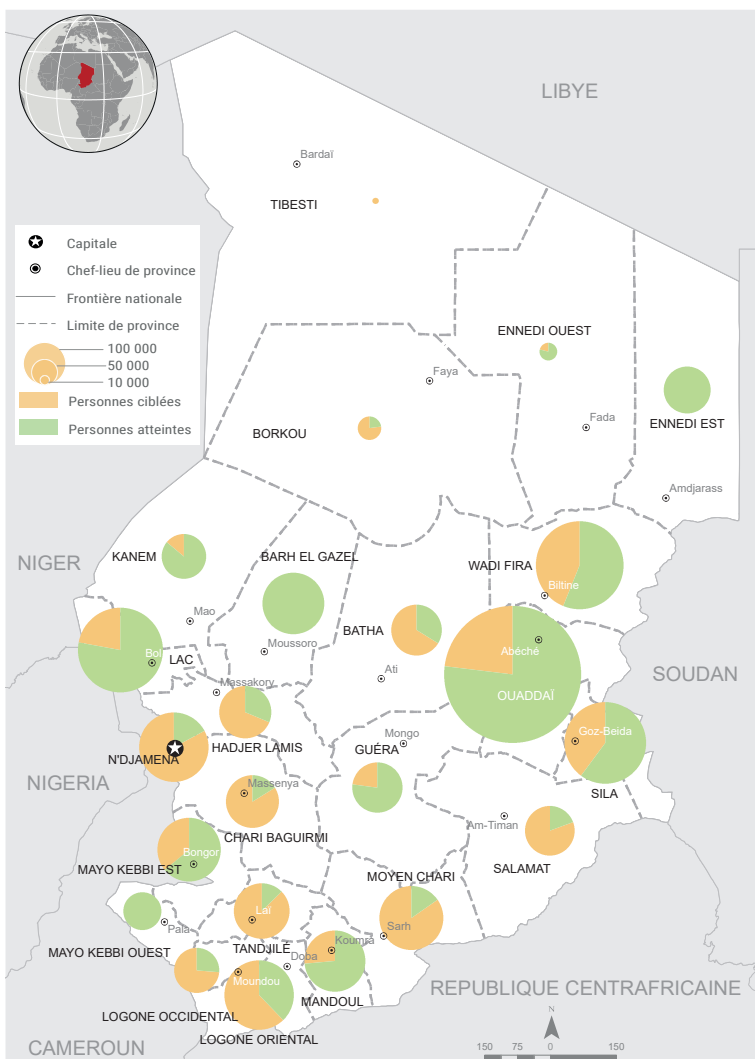 LIBYE
Bardaï
TIBESTI
Capitale
Chef-lieu de province
Frontière nationale
Limite de province
100 000
50 000
10 000
Personnes ciblées
Personnes atteintes
ENNEDI OUEST
Faya
Fada
ENNEDI EST
BORKOU
Amdjarass
NIGER
KANEM
BARH EL GAZEL
WADI FIRA
Biltine
Mao
BATHA
Moussoro
Abéché
Bol
LAC
Ati
SOUDAN
Massakory
OUADDAÏ
Goz-Beida
Mongo
HADJER LAMIS
GUÉRA
N'DJAMENA
NIGERIA
Massenya
SILA
Am-Timan
CHARI BAGUIRMI
Bongor
SALAMAT
MAYO KEBBI EST
MOYEN CHARI
Laï
Pala
Sarh
TANDJILÉ
Koumra
MAYO KEBBI OUEST
Doba
Moundou
REPUBLIQUE CENTRAFRICAINE
MANDOUL
LOGONE OCCIDENTAL
N
LOGONE ORIENTAL
CAMEROUN
150 75 0 150